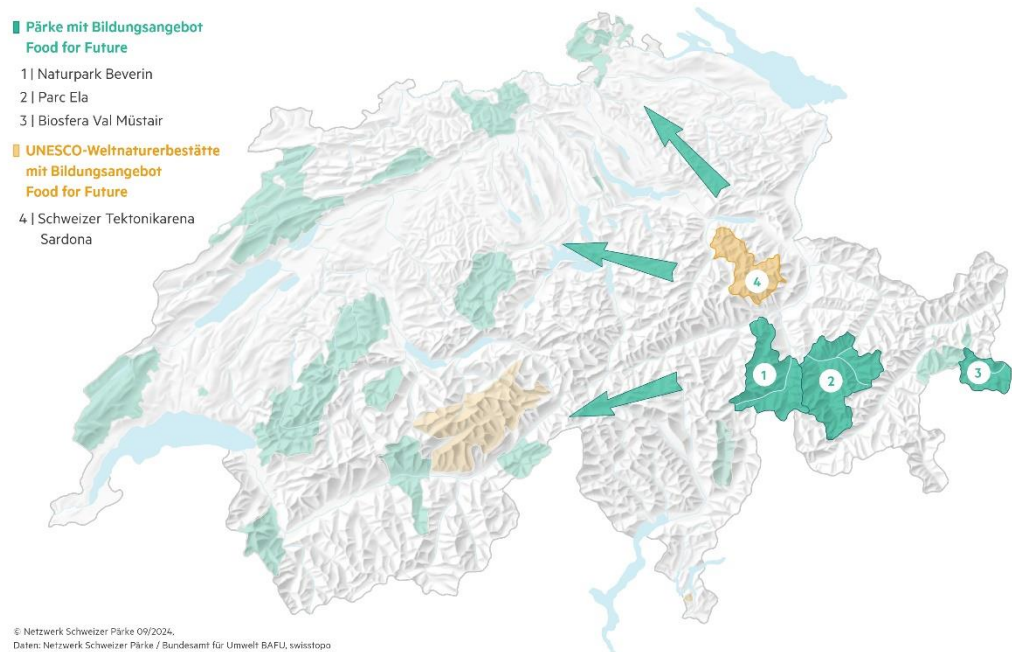 Pärke mit Bildungsangebot
Food for Future
1 | Naturpark Beverin
2 | Parc Ela
3 | Biosfera Val Müstair
UNESCO-Weltnaturerbestätte
mit Bildungsangebot
Food for Future
4 | Schweizer Tektonikarena
Sardona
4
1
2
3
© Netzwerk Schweizer Pärke 09/2024.
Daten: Netzwerk Schweizer Pärke / Bundesamt für Umwelt BAFU, swisstopo